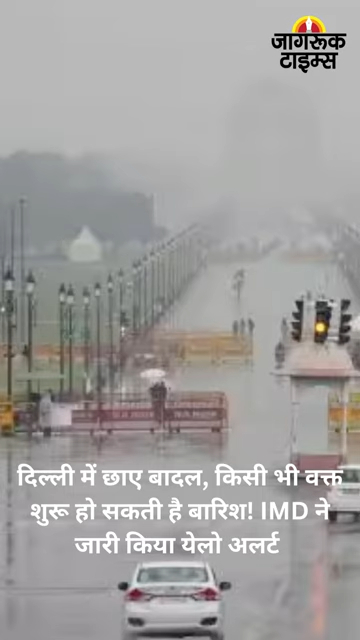 जागरूक
टाइम्स
दिल्ली में छाए बादल, किसी भी वक्त
शुरू हो सकती है बारिश! IMD ने
जारी किया येलो अलर्ट